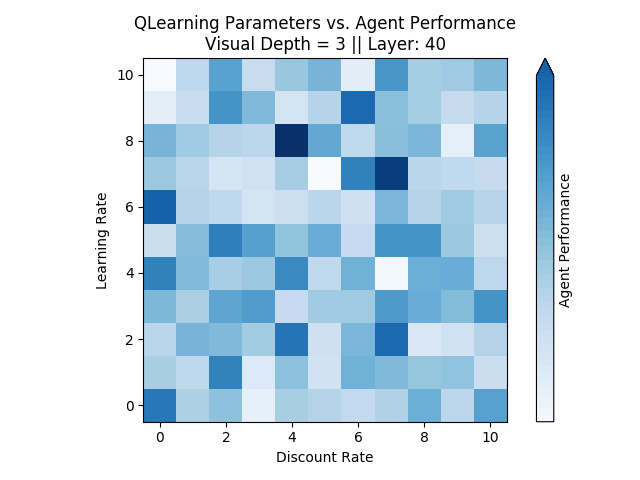 QLearning Parameters vs. Agent Performance
Visual Depth = 3 || Layer: 40
10
8
6
4
2
0
Learning Rate
0 2 4 6 8 10
Discount Rate
Agent Performance